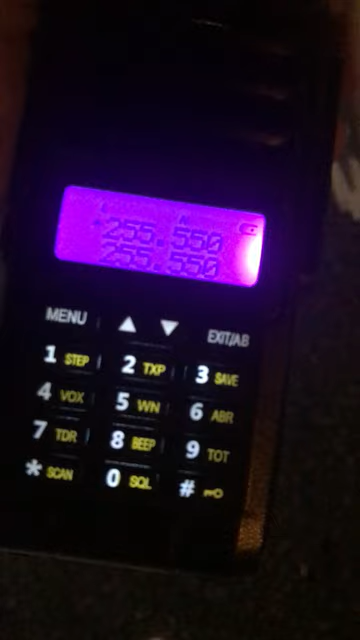 L N
255.550
255.550
MENU ▲ ▼ EXIT/AB
1 STEP 2 TXP 3 SAVE
4 VOX 5 WN 6 ABR
7 TDR 8 BEEP 9 TOT
* SCAN 0 SQL #